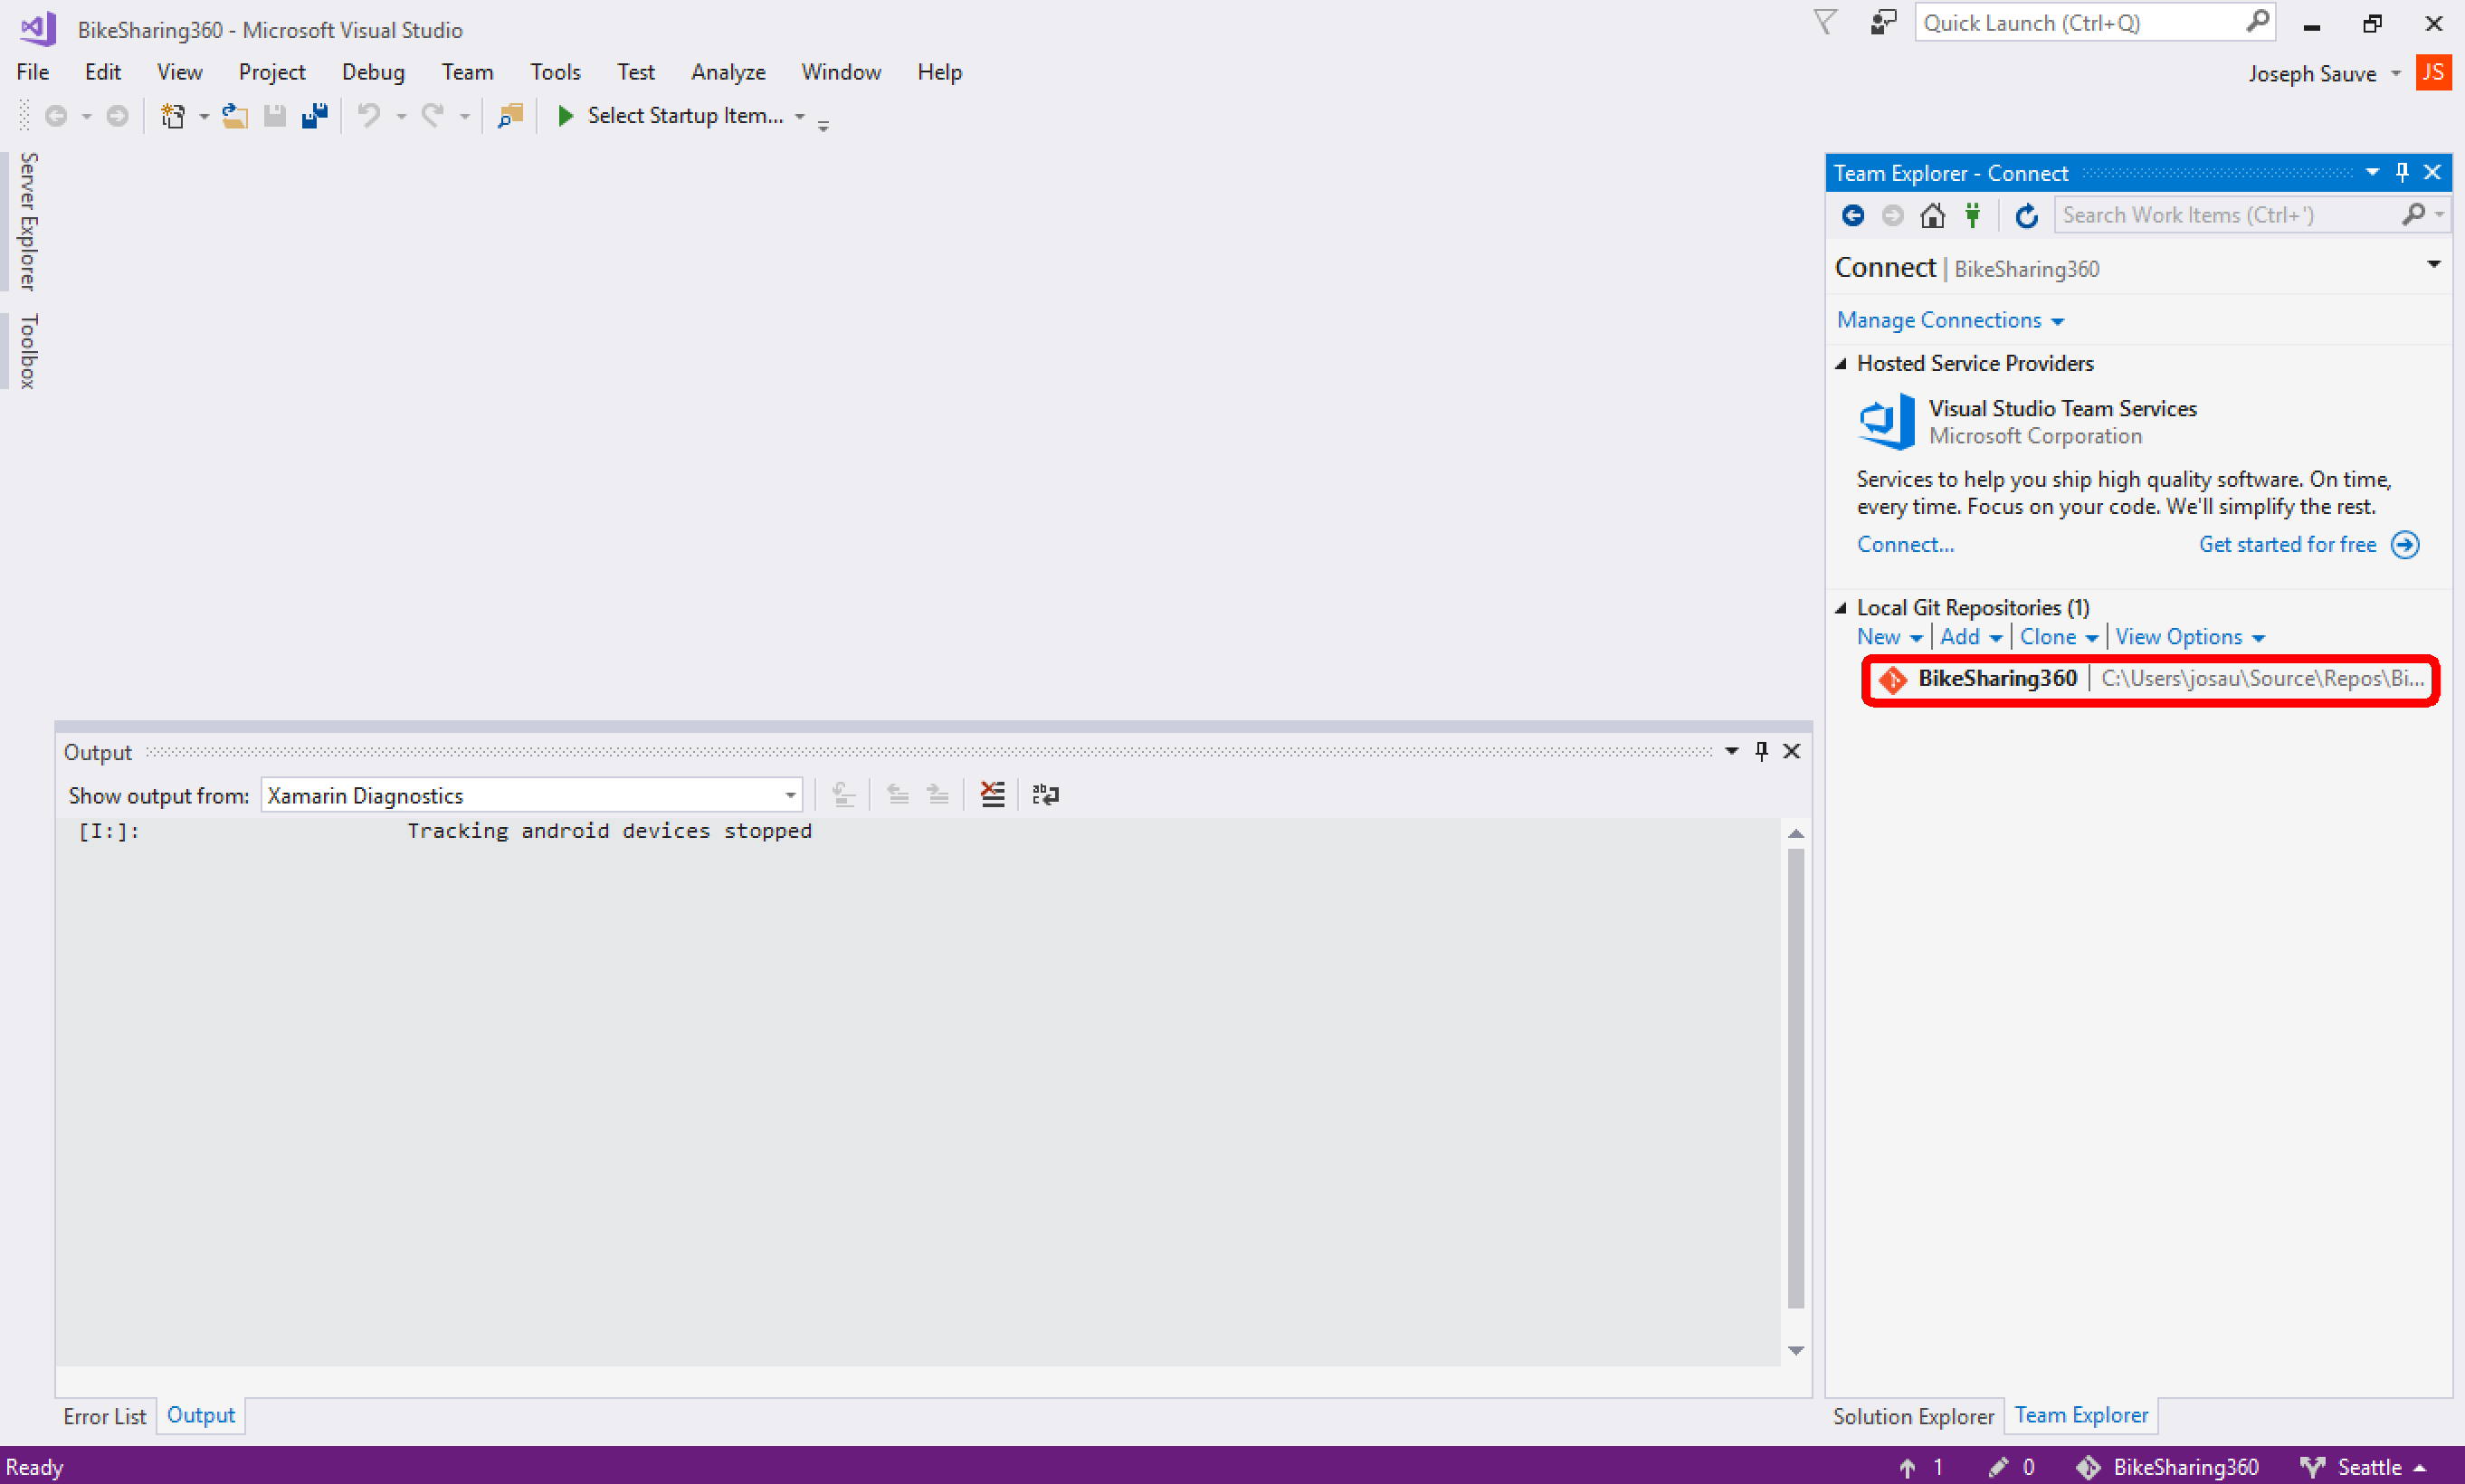 BikeSharing360 - Microsoft Visual Studio
Quick Launch (Ctrl+Q)
File Edit View Project Debug Team Tools Test Analyze Window Help
Joseph Sauve JS
Select Startup Item...
Server Explorer
Toolbox
Team Explorer - Connect
Search Work Items (Ctrl+')
Connect | BikeSharing360
Manage Connections
Hosted Service Providers
Visual Studio Team Services
Microsoft Corporation
Services to help you ship high quality software. On time,
every time. Focus on your code. We'll simplify the rest.
Connect... Get started for free
Local Git Repositories (1)
New | Add | Clone | View Options
BikeSharing360 | C:\Users\josau\Source\Repos\Bi...
Output
Show output from: Xamarin Diagnostics
[I:]: Tracking android devices stopped
Error List Output
Solution Explorer Team Explorer
Ready 1 0 BikeSharing360 Seattle